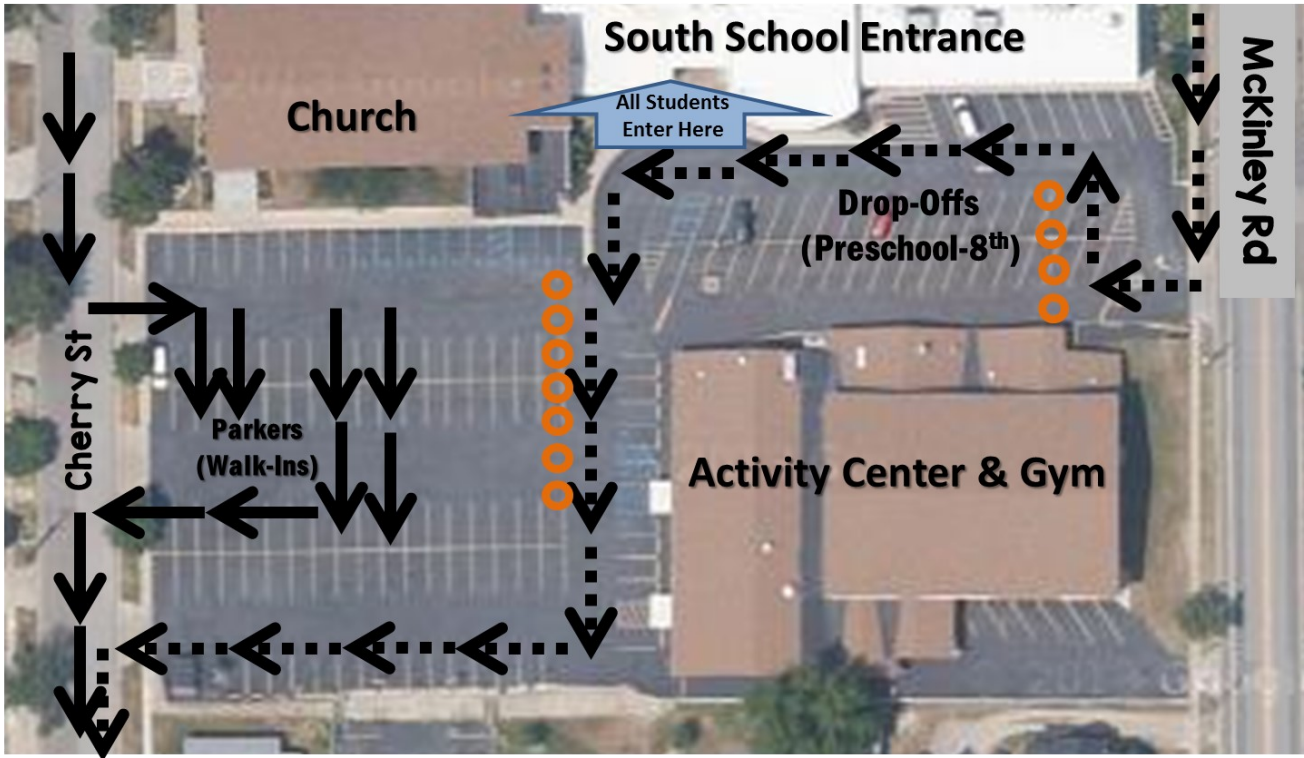 South School Entrance
McKinley Rd
Church
All Students
Enter Here
Drop-Offs
(Preschool-8th)
Cherry St
Parkers
(Walk-Ins)
Activity Center & Gym